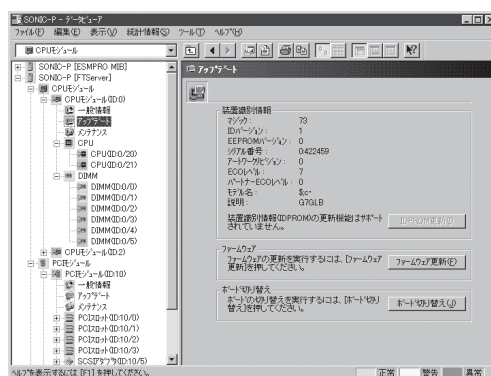 SONIC-P - ﾃﾞｰﾀﾋﾞｭｰｱ
ﾌｧｲﾙ(F) 編集(E) 表示(V) 統計情報(S) ﾂｰﾙ(T) ﾍﾙﾌﾟ(H)
CPUﾓｼﾞｭｰﾙ
SONIC-P [ESMPRO MIB]
SONIC-P [FTServer]
CPUﾓｼﾞｭｰﾙ
CPUﾓｼﾞｭｰﾙ(ID:0)
一般情報
ｱｯﾌﾟﾃﾞｰﾄ
ﾒﾝﾃﾅﾝｽ
CPU
CPU(ID:0/20)
CPU(ID:0/21)
DIMM
DIMM(ID:0/0)
DIMM(ID:0/1)
DIMM(ID:0/2)
DIMM(ID:0/3)
DIMM(ID:0/4)
DIMM(ID:0/5)
CPUﾓｼﾞｭｰﾙ(ID:2)
PCIﾓｼﾞｭｰﾙ
PCIﾓｼﾞｭｰﾙ(ID:10)
一般情報
ｱｯﾌﾟﾃﾞｰﾄ
ﾒﾝﾃﾅﾝｽ
PCIｽﾛｯﾄ(ID:10/0)
PCIｽﾛｯﾄ(ID:10/1)
PCIｽﾛｯﾄ(ID:10/2)
PCIｽﾛｯﾄ(ID:10/3)
SCSIｱﾀﾞﾌﾟﾀ(ID:10/5)
ｱｯﾌﾟﾃﾞｰﾄ
装置識別情報
ﾏｼﾞｯｸ: 73
IDﾊﾞｰｼﾞｮﾝ: 1
EEPROMﾊﾞｰｼﾞｮﾝ: 0
ｼﾘｱﾙ番号: 0422459
ｱｰﾄﾜｰｸﾘﾋﾞｼﾞｮﾝ: 0
ECOﾚﾍﾞﾙ: 7
ﾊﾟｰﾄﾅｰECOﾚﾍﾞﾙ: 0
ﾓﾃﾞﾙ名: $,c-
説明: G7GLB
装置識別情報(IDPROM)の更新機能はｻﾎﾟｰﾄ
されていません。
IDPROM更新(I)
ﾌｧｰﾑｳｪｱ
ﾌｧｰﾑｳｪｱの更新を実行するには、[ﾌｧｰﾑｳｪｱ
更新]を押してください。
ﾌｧｰﾑｳｪｱ更新(F)
ﾎﾞｰﾄﾞ切り替え
ﾎﾞｰﾄﾞの切り替えを実行するには、[ﾎﾞｰﾄﾞ切り
替え]を押してください。
ﾎﾞｰﾄﾞ切り替え(J)
ﾍﾙﾌﾟを表示するには [F1] を押してください。
正常 警告 異常